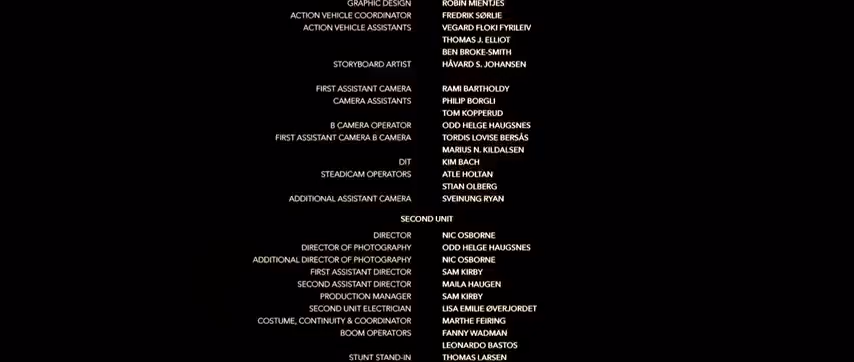 GRAPHIC DESIGN ROBIN MIENTJES
ACTION VEHICLE COORDINATOR FREDRIK SØRLIE
ACTION VEHICLE ASSISTANTS VEGARD FLOKI FYRILEIV
THOMAS J. ELLIOT
BEN BROKE-SMITH
STORYBOARD ARTIST HÅVARD S. JOHANSEN
FIRST ASSISTANT CAMERA RAMI BARTHOLDY
CAMERA ASSISTANTS PHILIP BORGLI
TOM KOPPERUD
B CAMERA OPERATOR ODD HELGE HAUGSNES
FIRST ASSISTANT CAMERA B CAMERA TORDIS LOVISE BERSÅS
MARIUS N. KILDALSEN
DIT KIM BACH
STEADICAM OPERATORS ATLE HOLTAN
STIAN OLBERG
ADDITIONAL ASSISTANT CAMERA SVEINUNG RYAN
SECOND UNIT
DIRECTOR NIC OSBORNE
DIRECTOR OF PHOTOGRAPHY ODD HELGE HAUGSNES
ADDITIONAL DIRECTOR OF PHOTOGRAPHY NIC OSBORNE
FIRST ASSISTANT DIRECTOR SAM KIRBY
SECOND ASSISTANT DIRECTOR MAILA HAUGEN
PRODUCTION MANAGER SAM KIRBY
SECOND UNIT ELECTRICIAN LISA EMILIE ØVERJORDET
COSTUME, CONTINUITY & COORDINATOR MARTHE FEIRING
BOOM OPERATORS FANNY WADMAN
LEONARDO BASTOS
STUNT STAND-IN THOMAS LARSEN